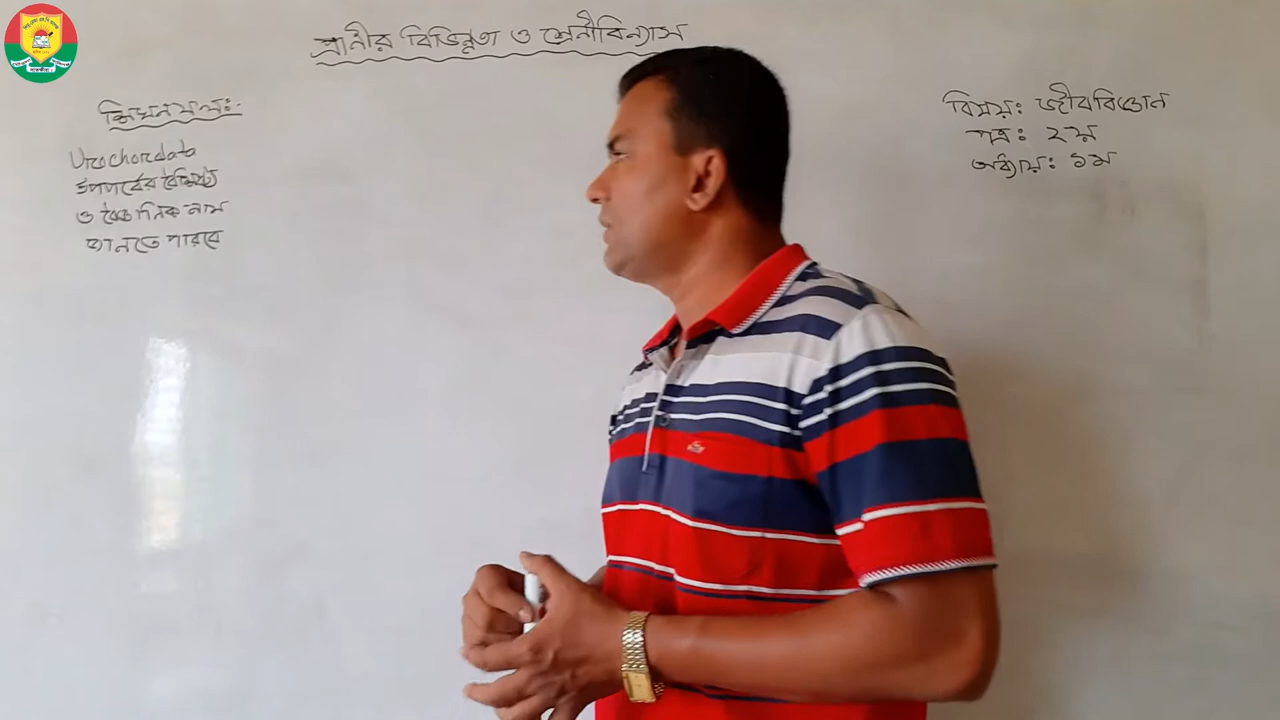 প্রানীর বিভিন্নতা ও শ্রেনীবিন্যাস
শিখনফলঃ-
Urochordata
উপপর্বের বৈশিষ্ট্য
ও বৈজ্ঞানিক নাম
জানতে পারবে
বিষয়ঃ জীববিজ্ঞান
পত্রঃ ২য়
অধ্যায়ঃ ১ম